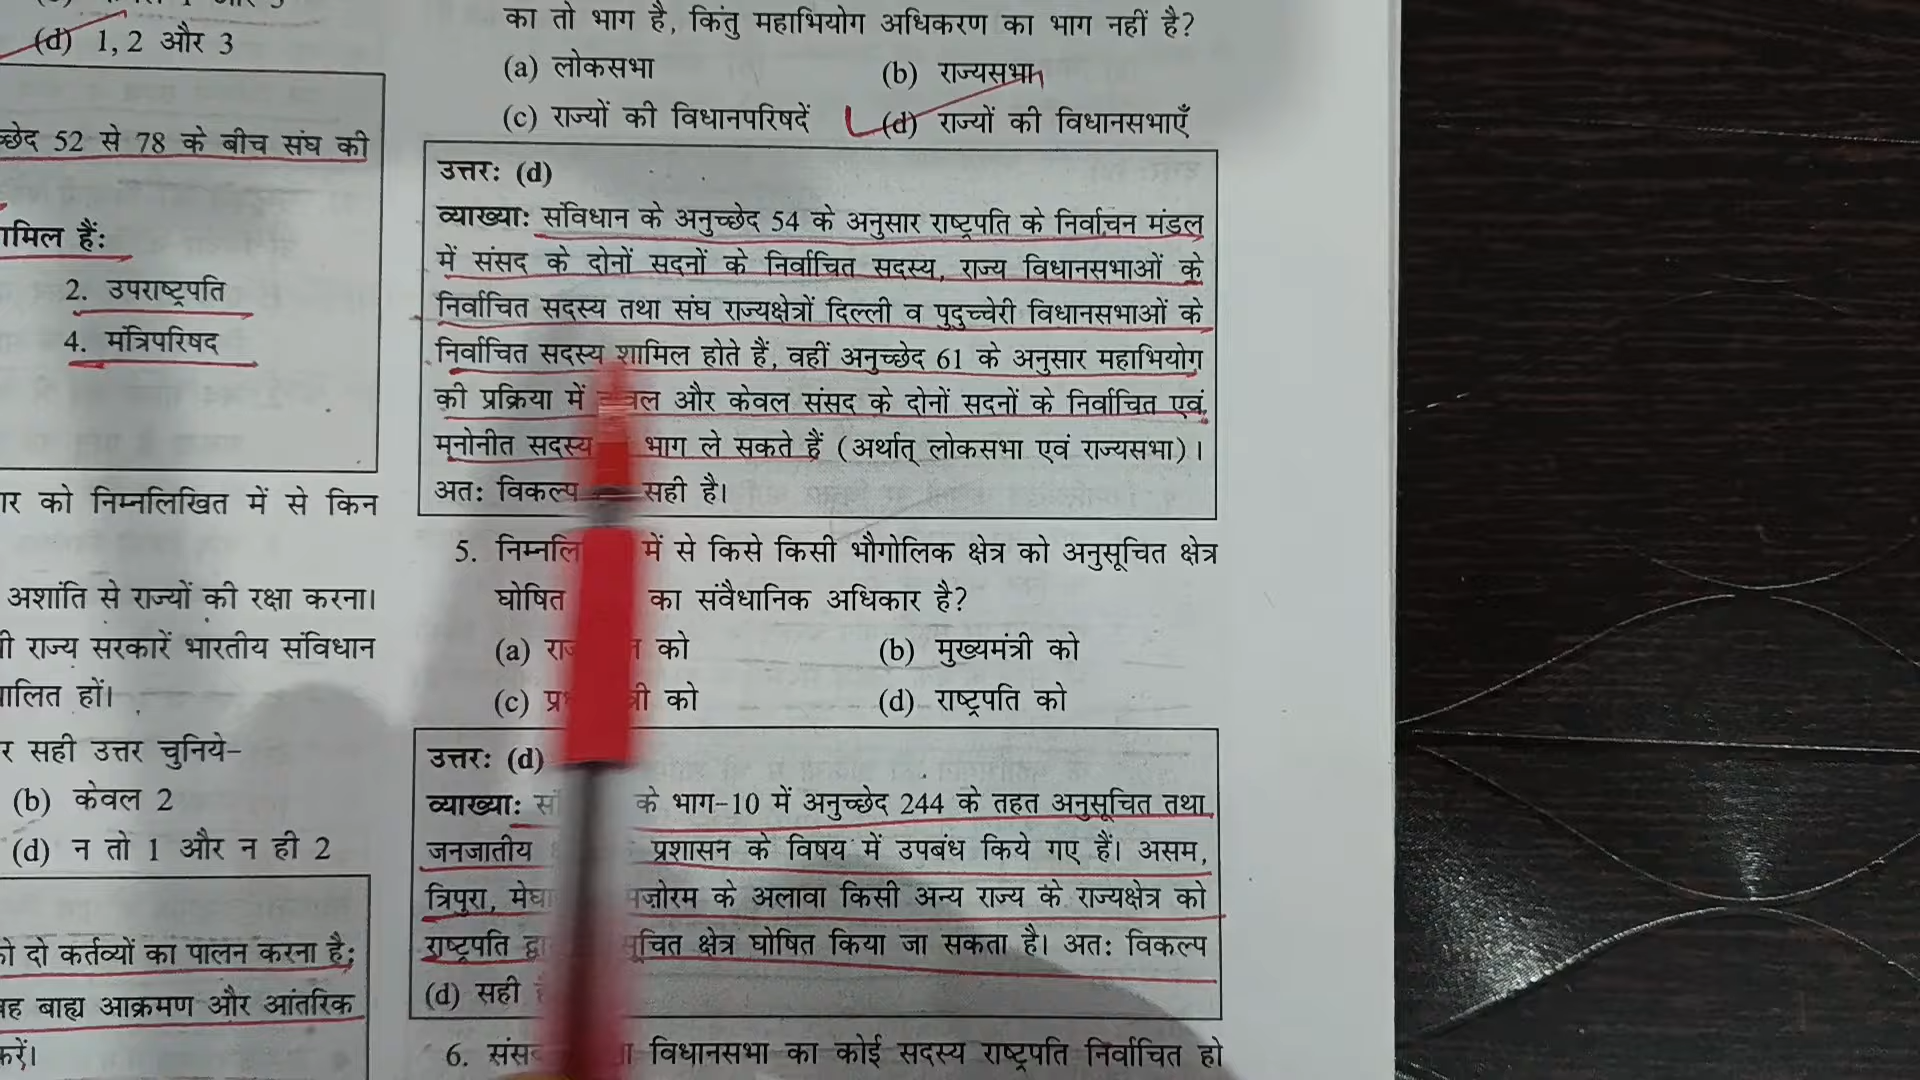 (d) 1, 2 और 3
च्छेद 52 से 78 के बीच संघ की
ामिल हैं:
2. उपराष्ट्रपति
4. मंत्रिपरिषद
ार को निम्नलिखित में से किन
अशांति से राज्यों की रक्षा करना।
ी राज्य सरकारें भारतीय संविधान
ालित हों।
र सही उत्तर चुनिये-
(b) केवल 2
(d) न तो 1 और न ही 2
को दो कर्तव्यों का पालन करना है;
वह बाह्य आक्रमण और आंतरिक
करें।
का तो भाग है, किंतु महाभियोग अधिकरण का भाग नहीं है?
(a) लोकसभा (b) राज्यसभा
(c) राज्यों की विधानपरिषदें (d) राज्यों की विधानसभाएँ
उत्तर: (d)
व्याख्या: संविधान के अनुच्छेद 54 के अनुसार राष्ट्रपति के निर्वाचन मंडल
में संसद के दोनों सदनों के निर्वाचित सदस्य, राज्य विधानसभाओं के
निर्वाचित सदस्य तथा संघ राज्यक्षेत्रों दिल्ली व पुदुच्चेरी विधानसभाओं के
निर्वाचित सदस्य शामिल होते हैं, वहीं अनुच्छेद 61 के अनुसार महाभियोग
की प्रक्रिया में और केवल संसद के दोनों सदनों के निर्वाचित एवं
मनोनीत सदस्य भाग ले सकते हैं (अर्थात् लोकसभा एवं राज्यसभा)।
अत: विकल्प सही है।
5. में से किसे किसी भौगोलिक क्षेत्र को अनुसूचित क्षेत्र
घोषित का संवैधानिक अधिकार है?
(a) को (b) मुख्यमंत्री को
(c) को (d) राष्ट्रपति को
उत्तर: (d)
व्याख्या: के भाग-10 में अनुच्छेद 244 के तहत अनुसूचित तथा
जनजातीय प्रशासन के विषय में उपबंध किये गए हैं। असम,
त्रिपुरा, के अलावा किसी अन्य राज्य के राज्यक्षेत्र को
राष्ट्रपति क्षेत्र घोषित किया जा सकता है। अत: विकल्प
(d) सही
6. विधानसभा का कोई सदस्य राष्ट्रपति निर्वाचित हो